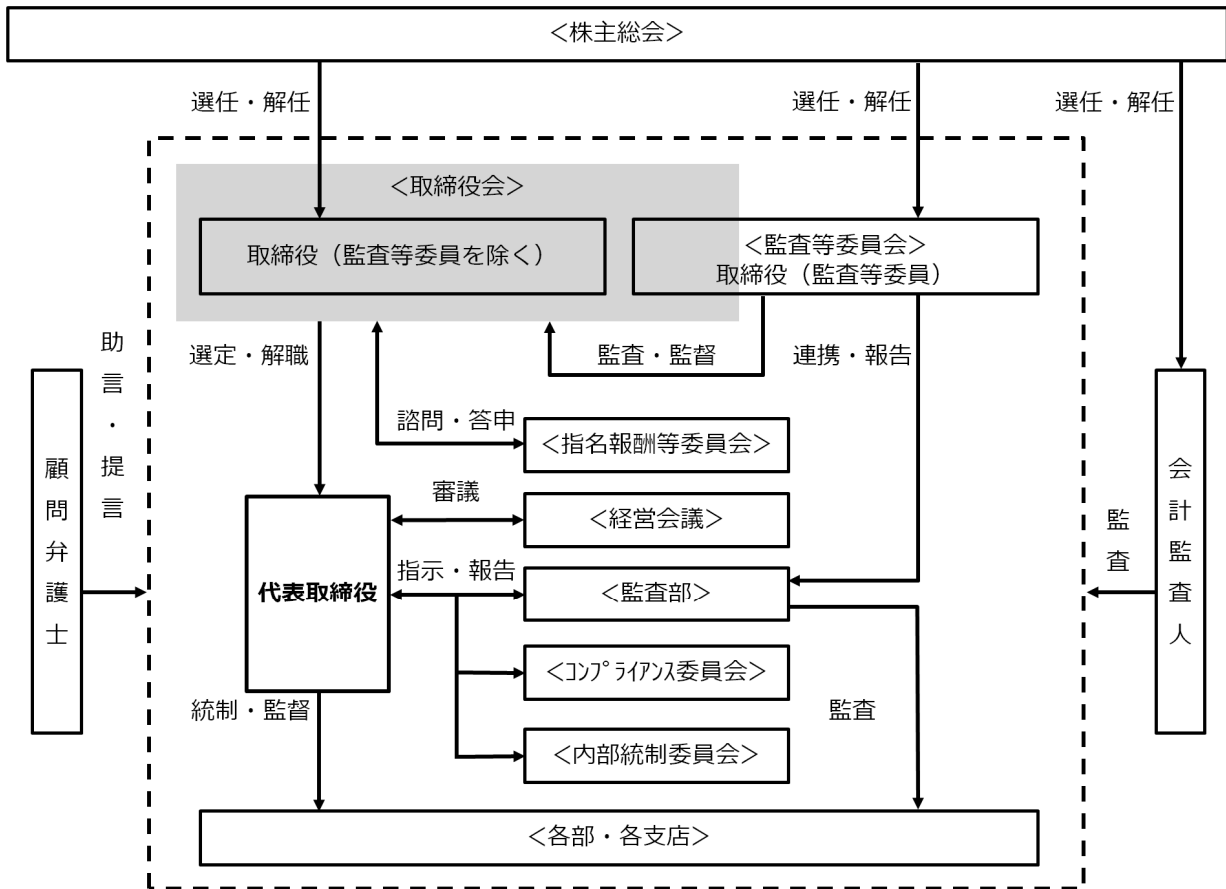 ＜株主総会＞
選任・解任
選任・解任
選任・解任
＜取締役会＞
取締役（監査等委員を除く）
＜監査等委員会＞
取締役（監査等委員）
選定・解職
監査・監督
連携・報告
助言・提言
顧問弁護士
諮問・答申
＜指名報酬等委員会＞
審議
＜経営会議＞
代表取締役
指示・報告
＜監査部＞
会計監査人
監査
＜ｺﾝﾌﾟﾗｲｱﾝｽ委員会＞
統制・監督
監査
＜内部統制委員会＞
＜各部・各支店＞